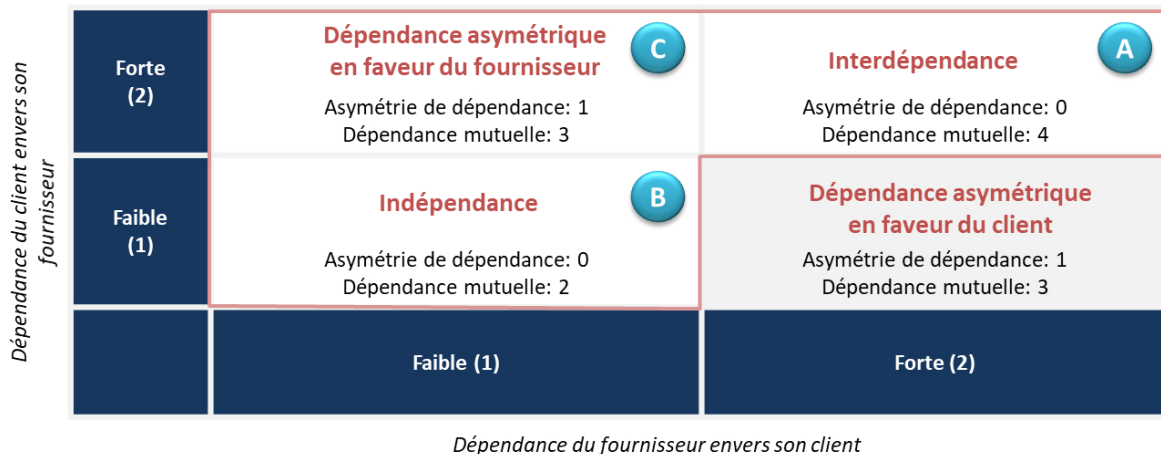 Dépendance du client envers son
fournisseur
Forte
(2)
Dépendance asymétrique
en faveur du fournisseur
C
Asymétrie de dépendance: 1
Dépendance mutuelle: 3
Interdépendance
A
Asymétrie de dépendance: 0
Dépendance mutuelle: 4
Faible
(1)
Indépendance
B
Asymétrie de dépendance: 0
Dépendance mutuelle: 2
Dépendance asymétrique
en faveur du client
Asymétrie de dépendance: 1
Dépendance mutuelle: 3
Faible (1)
Forte (2)
Dépendance du fournisseur envers son client